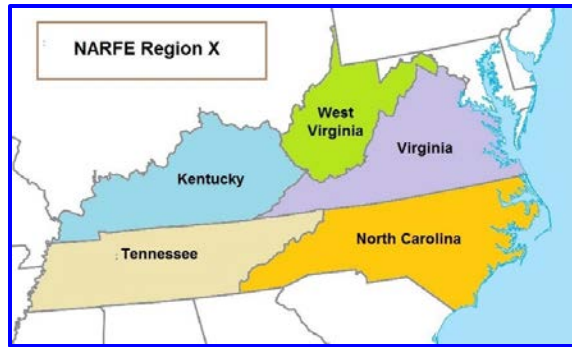 NARFE Region X
West
Virginia
Virginia
Kentucky
North Carolina
Tennessee